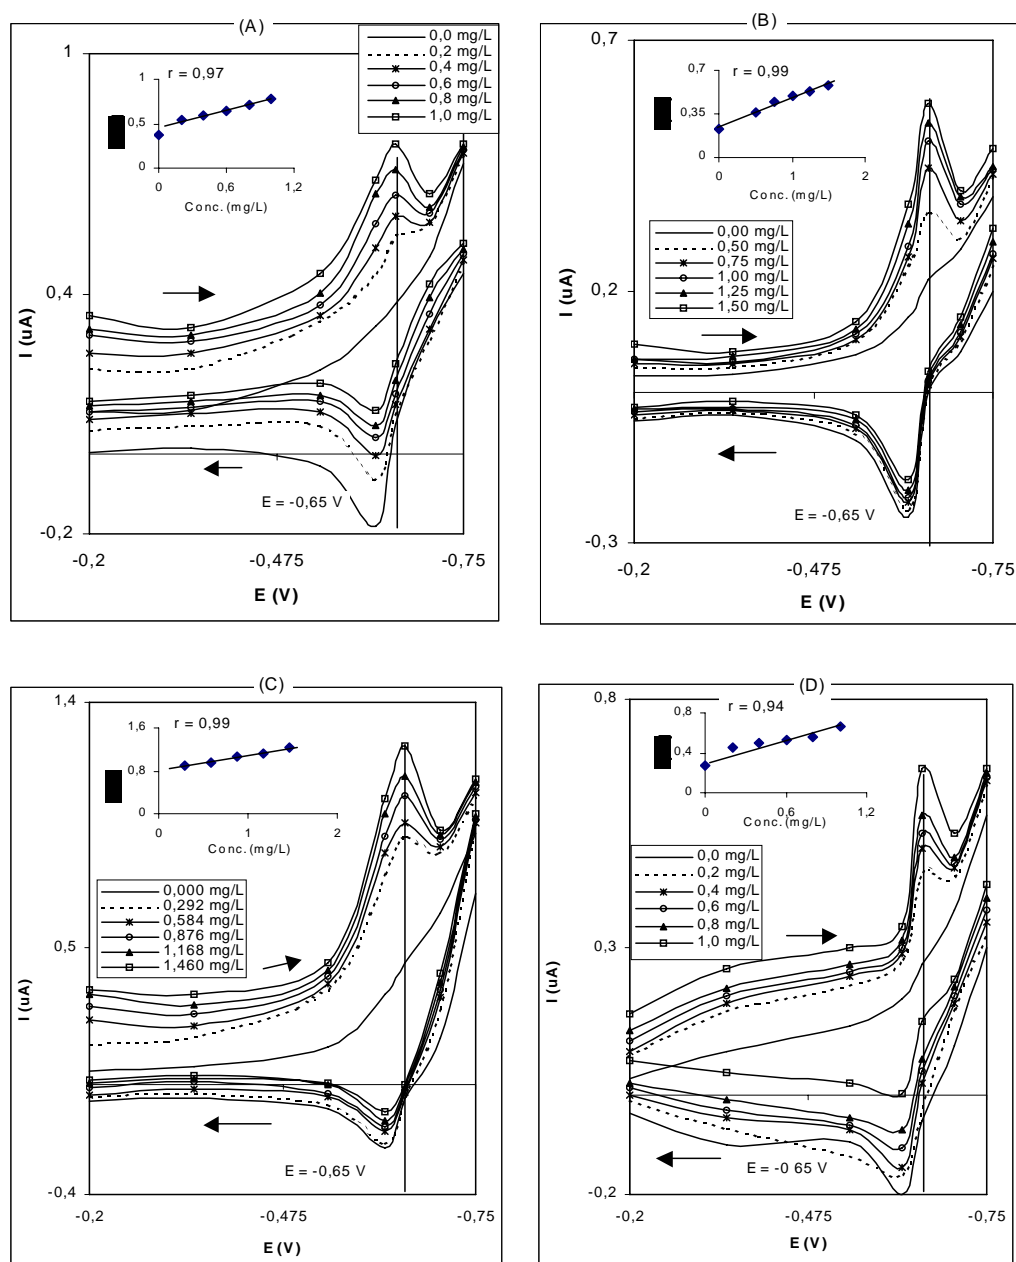 (A)
1
0,4
-0,2
I (uA)
r = 0,97
1
0,5
0
0
0,6
1,2
Conc. (mg/L)
0,0 mg/L
0,2 mg/L
0,4 mg/L
0,6 mg/L
0,8 mg/L
1,0 mg/L
E = -0,65 V
-0,2
-0,475
-0,75
E (V)
(B)
0,7
0,2
-0,3
I (uA)
r = 0,99
0,7
0,35
0
0
1
2
Conc. (mg/L)
0,00 mg/L
0,50 mg/L
0,75 mg/L
1,00 mg/L
1,25 mg/L
1,50 mg/L
E = -0,65 V
-0,2
-0,475
-0,75
E (V)
(C)
1,4
0,5
-0,4
I (uA)
r = 0,99
1,6
0,8
0
0
1
2
Conc. (mg/L)
0,000 mg/L
0,292 mg/L
0,584 mg/L
0,876 mg/L
1,168 mg/L
1,460 mg/L
E = -0,65 V
-0,2
-0,475
-0,75
E (V)
(D)
0,8
0,3
-0,2
I (uA)
r = 0,94
0,8
0,4
0,0
0
0,6
1,2
Conc. (mg/L)
0,0 mg/L
0,2 mg/L
0,4 mg/L
0,6 mg/L
0,8 mg/L
1,0 mg/L
E = -0 65 V
-0,2
-0,475
-0,75
E (V)